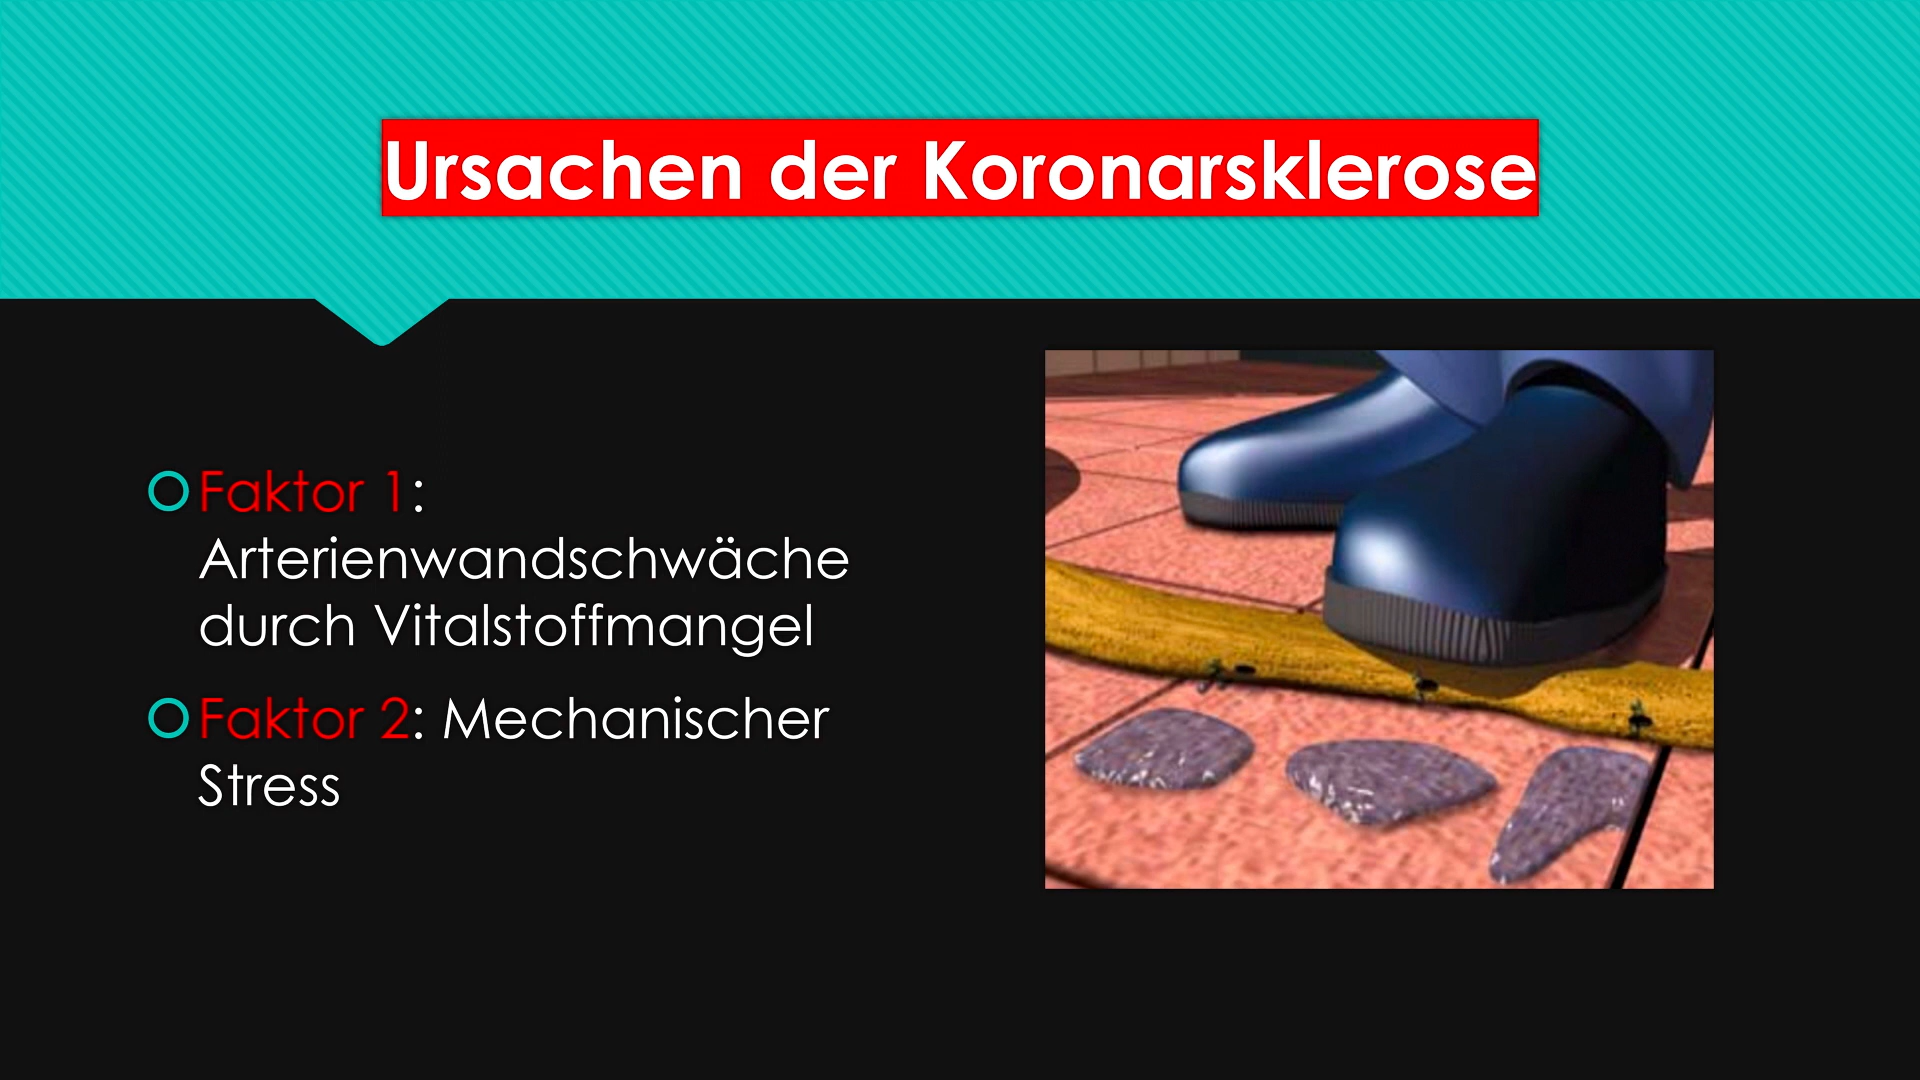 Ursachen der Koronarsklerose
Faktor 1:
Arterienwandschwäche
durch Vitalstoffmangel
Faktor 2: Mechanischer
Stress